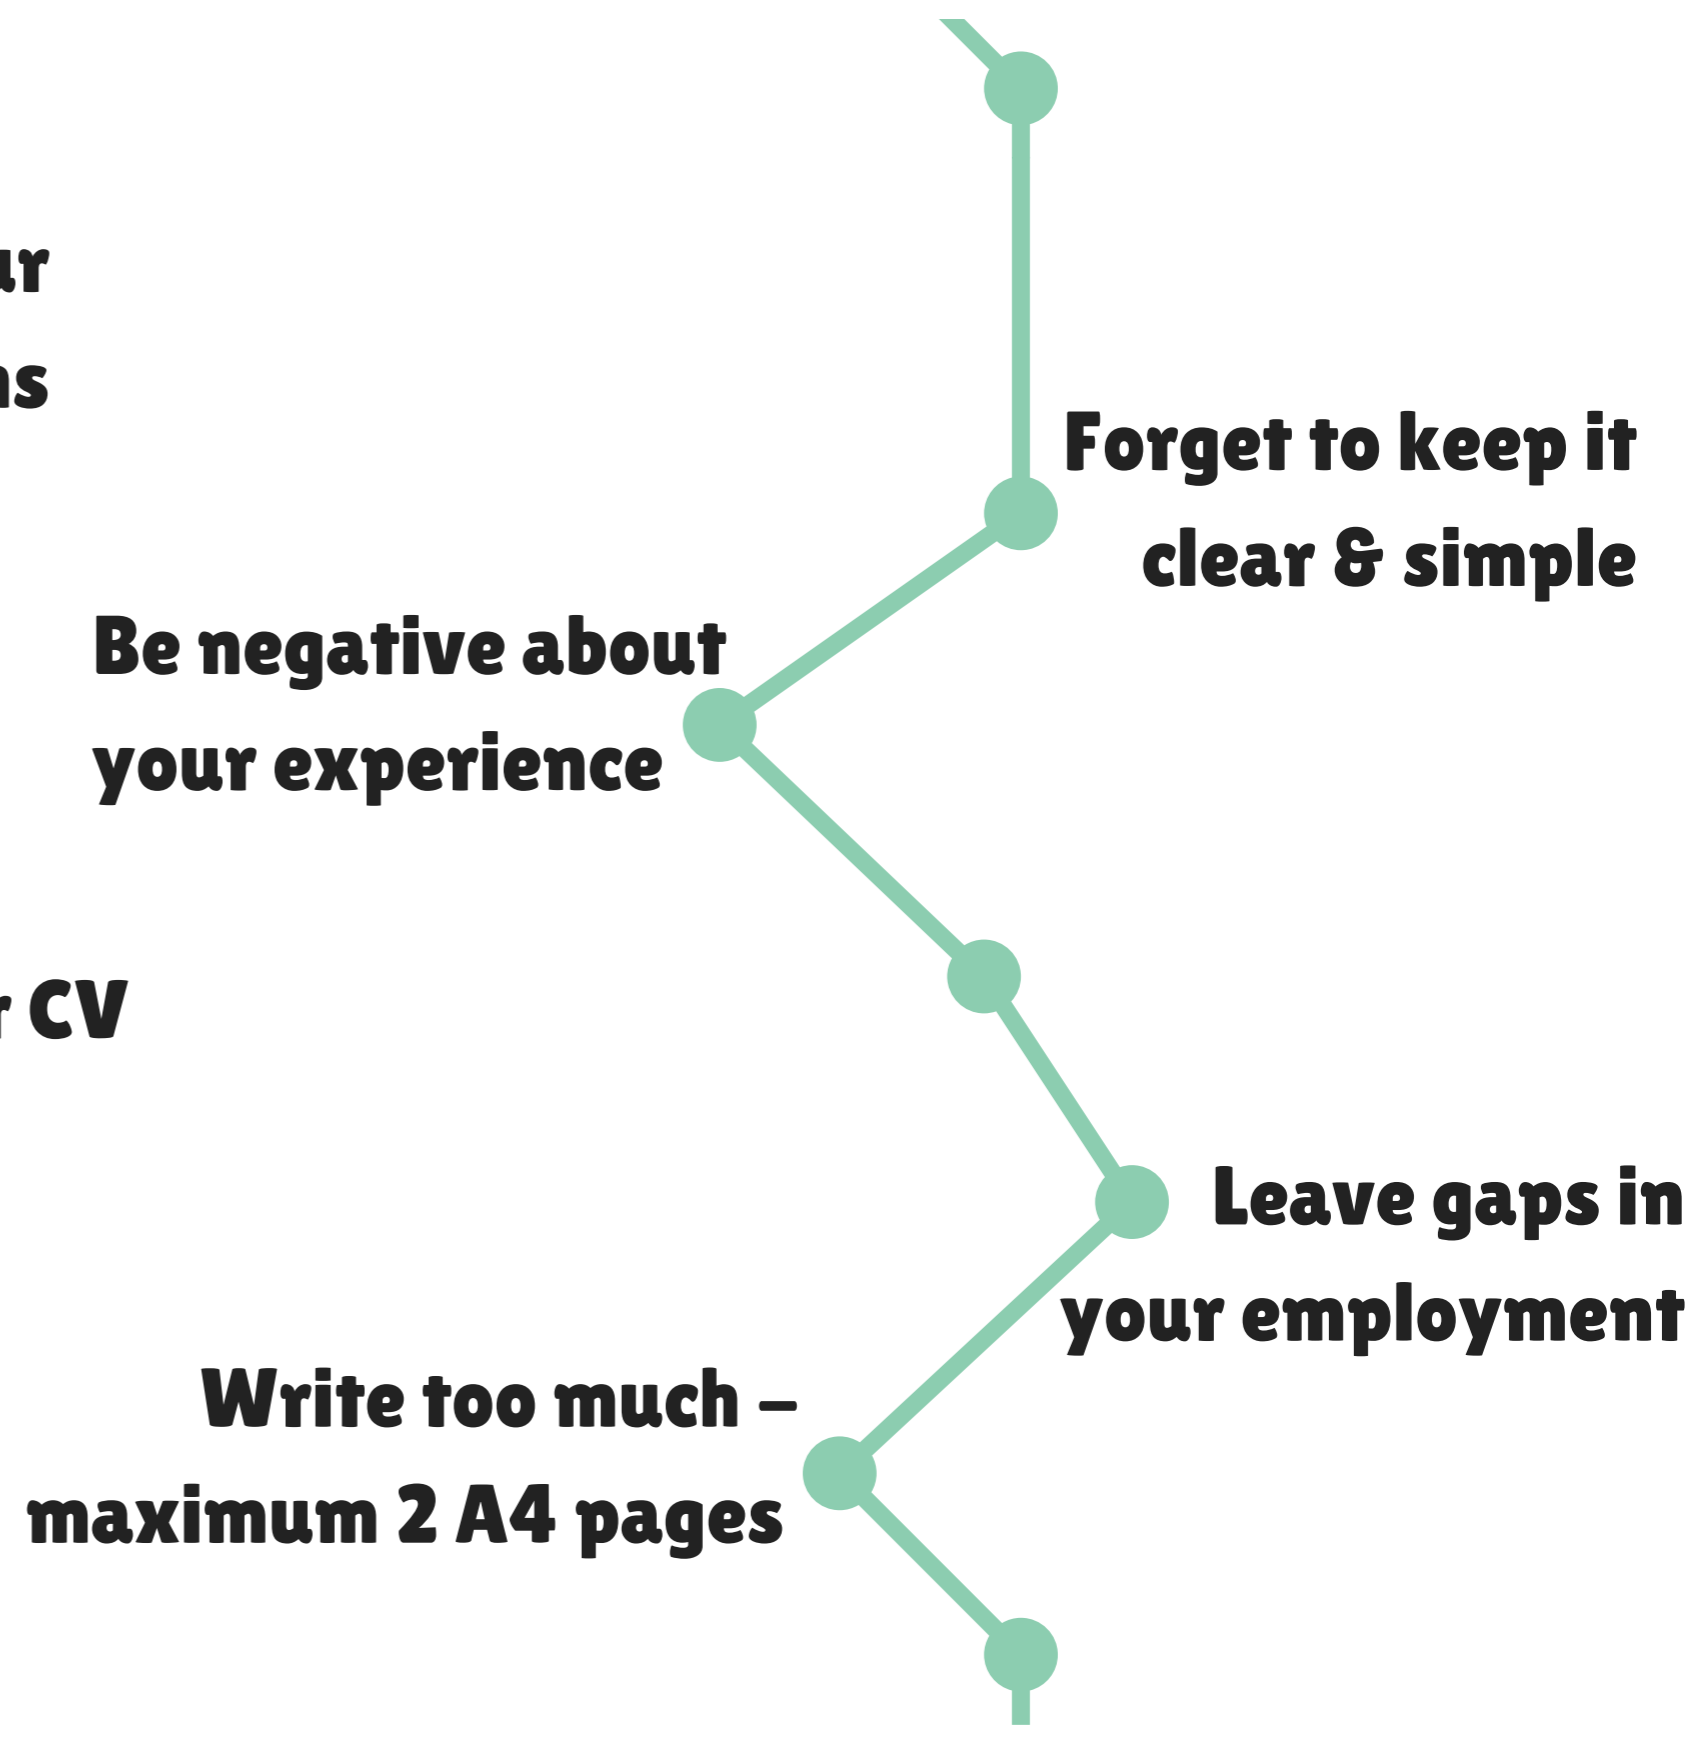 Forget to keep it
clear & simple
Be negative about
your experience
CV
Leave gaps in
your employment
Write too much –
maximum 2 A4 pages